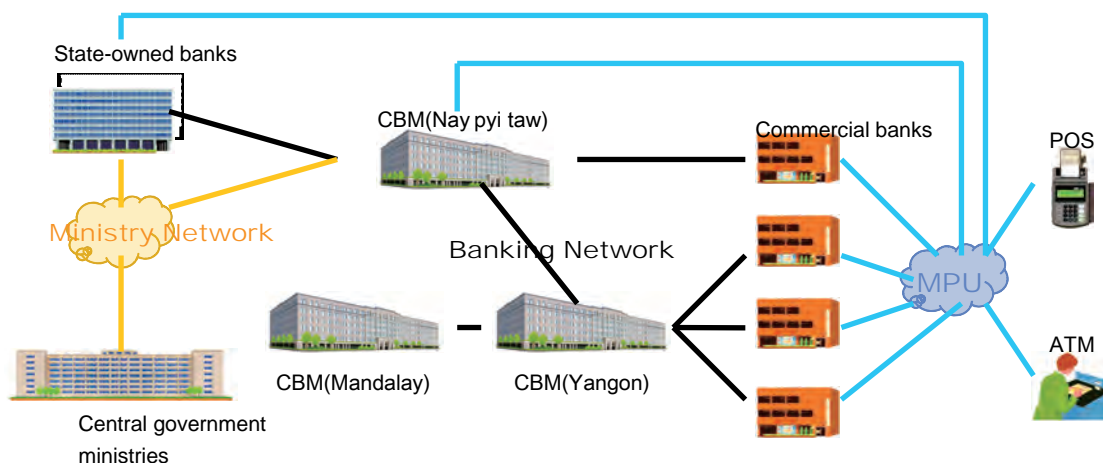 State-owned banks
CBM(Nay pyi taw)
Commercial banks
POS
Ministry Network
Banking Network
MPU
ATM
CBM(Mandalay)
CBM(Yangon)
Central government
ministries